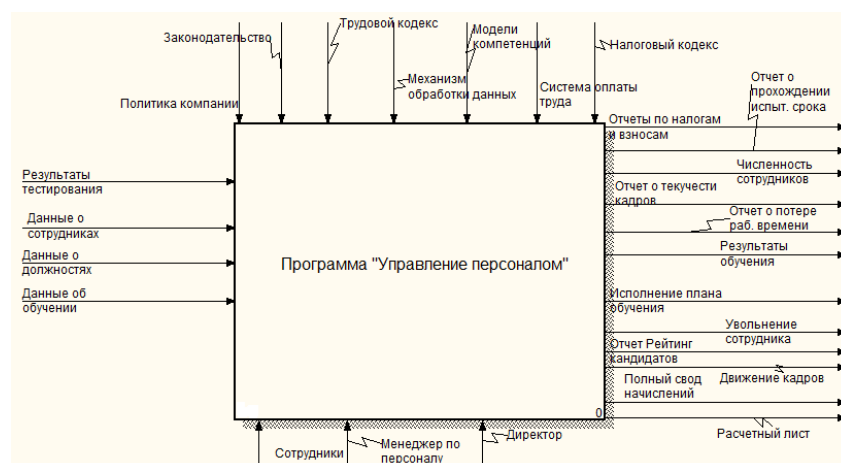 Трудовой кодекс
Законодательство
Модели
компетенций
Налоговый кодекс
Механизм
обработки данных
Система оплаты
труда
Политика компании
Отчет о
прохождении
испыт. срока
Отчеты по налогам
и взносам
Результаты
тестирования
Численность
сотрудников
Отчет о текучести
кадров
Данные о
сотрудниках
Отчет о потере
раб. времени
Данные о
должностях
Программа "Управление персоналом"
Результаты
обучения
Данные об
обучении
Исполнение плана
обучения
Увольнение
сотрудника
Отчет Рейтинг
кандидатов
Движение кадров
Полный свод
начислений
0
Расчетный лист
Сотрудники
Менеджер по
персоналу
Директор